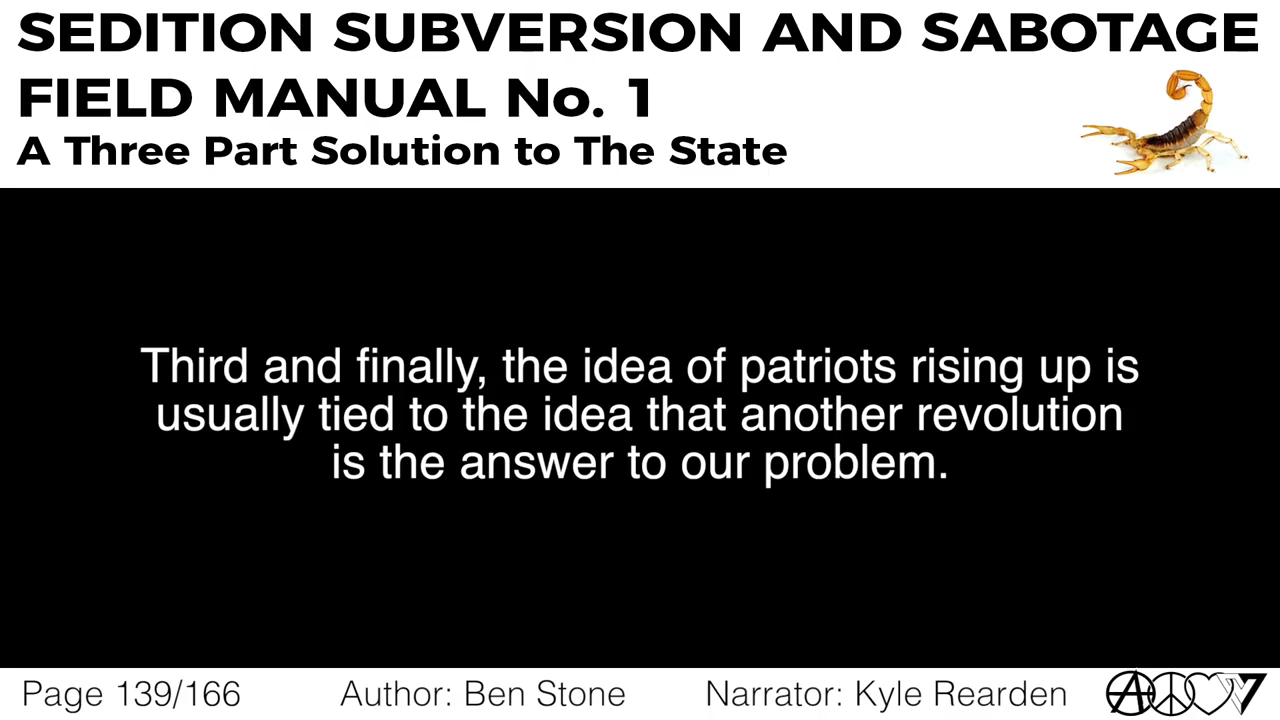 SEDITION SUBVERSION AND SABOTAGE
FIELD MANUAL No. 1
A Three Part Solution to The State
Third and finally, the idea of patriots rising up is
usually tied to the idea that another revolution
is the answer to our problem.
Page 139/166 Author: Ben Stone Narrator: Kyle Rearden